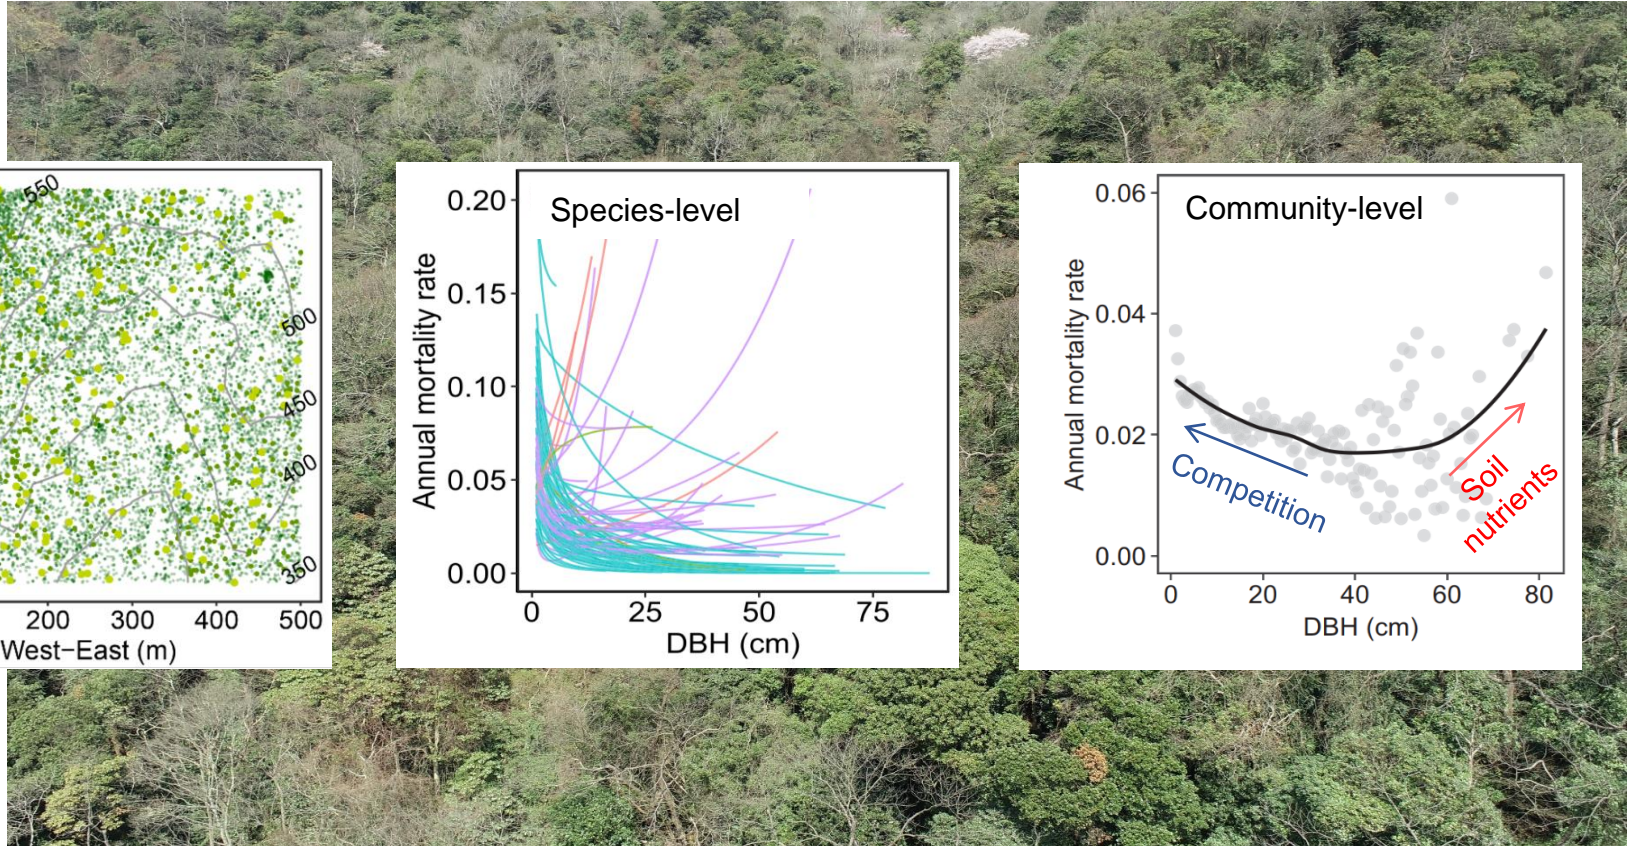 550
500
450
400
350
200 300 400 500
West−East (m)
Species-level
Annual mortality rate
0.20
0.15
0.10
0.05
0.00
0 25 50 75
DBH (cm)
Community-level
Annual mortality rate
0.06
0.04
0.02
0.00
Competition
Soil
nutrients
0 20 40 60 80
DBH (cm)